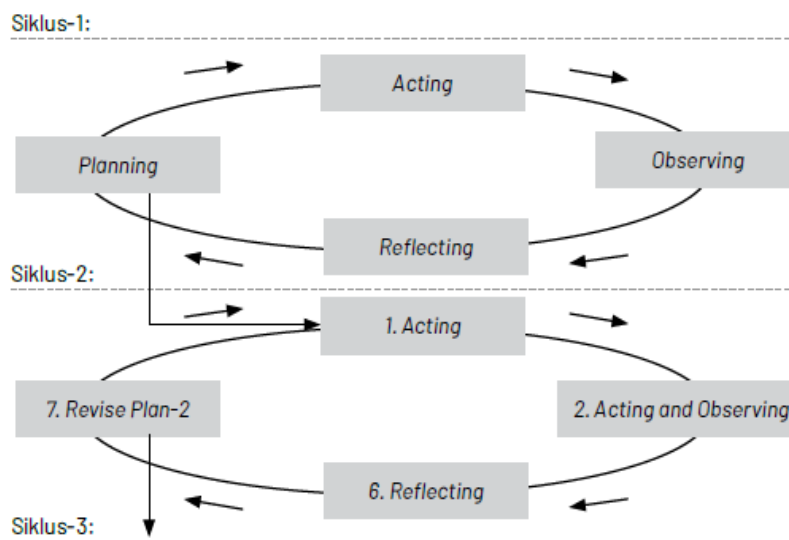 Siklus-1:
Acting
Planning
Observing
Reflecting
Siklus-2:
1. Acting
7. Revise Plan-2
2. Acting and Observing
6. Reflecting
Siklus-3: